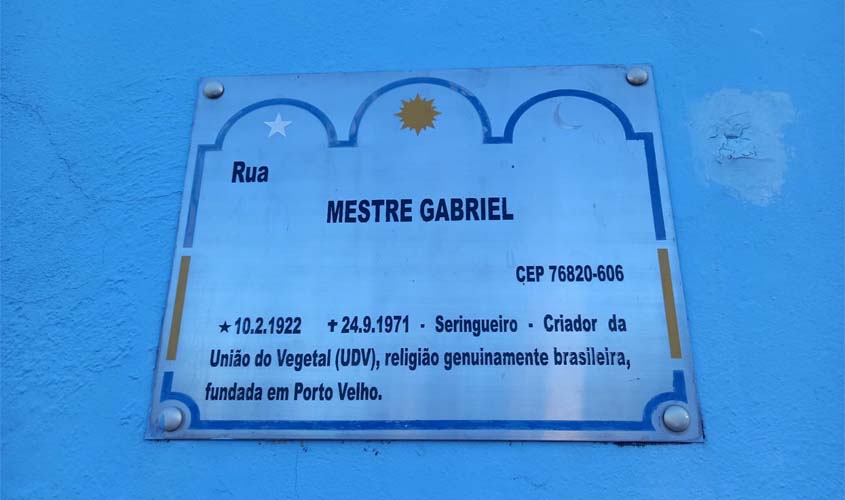 Rua
MESTRE GABRIEL
CEP 76820-606
★ 10.2.1922 ✝ 24.9.1971 - Seringueiro - Criador da
União do Vegetal (UDV), religião genuinamente brasileira,
fundada em Porto Velho.